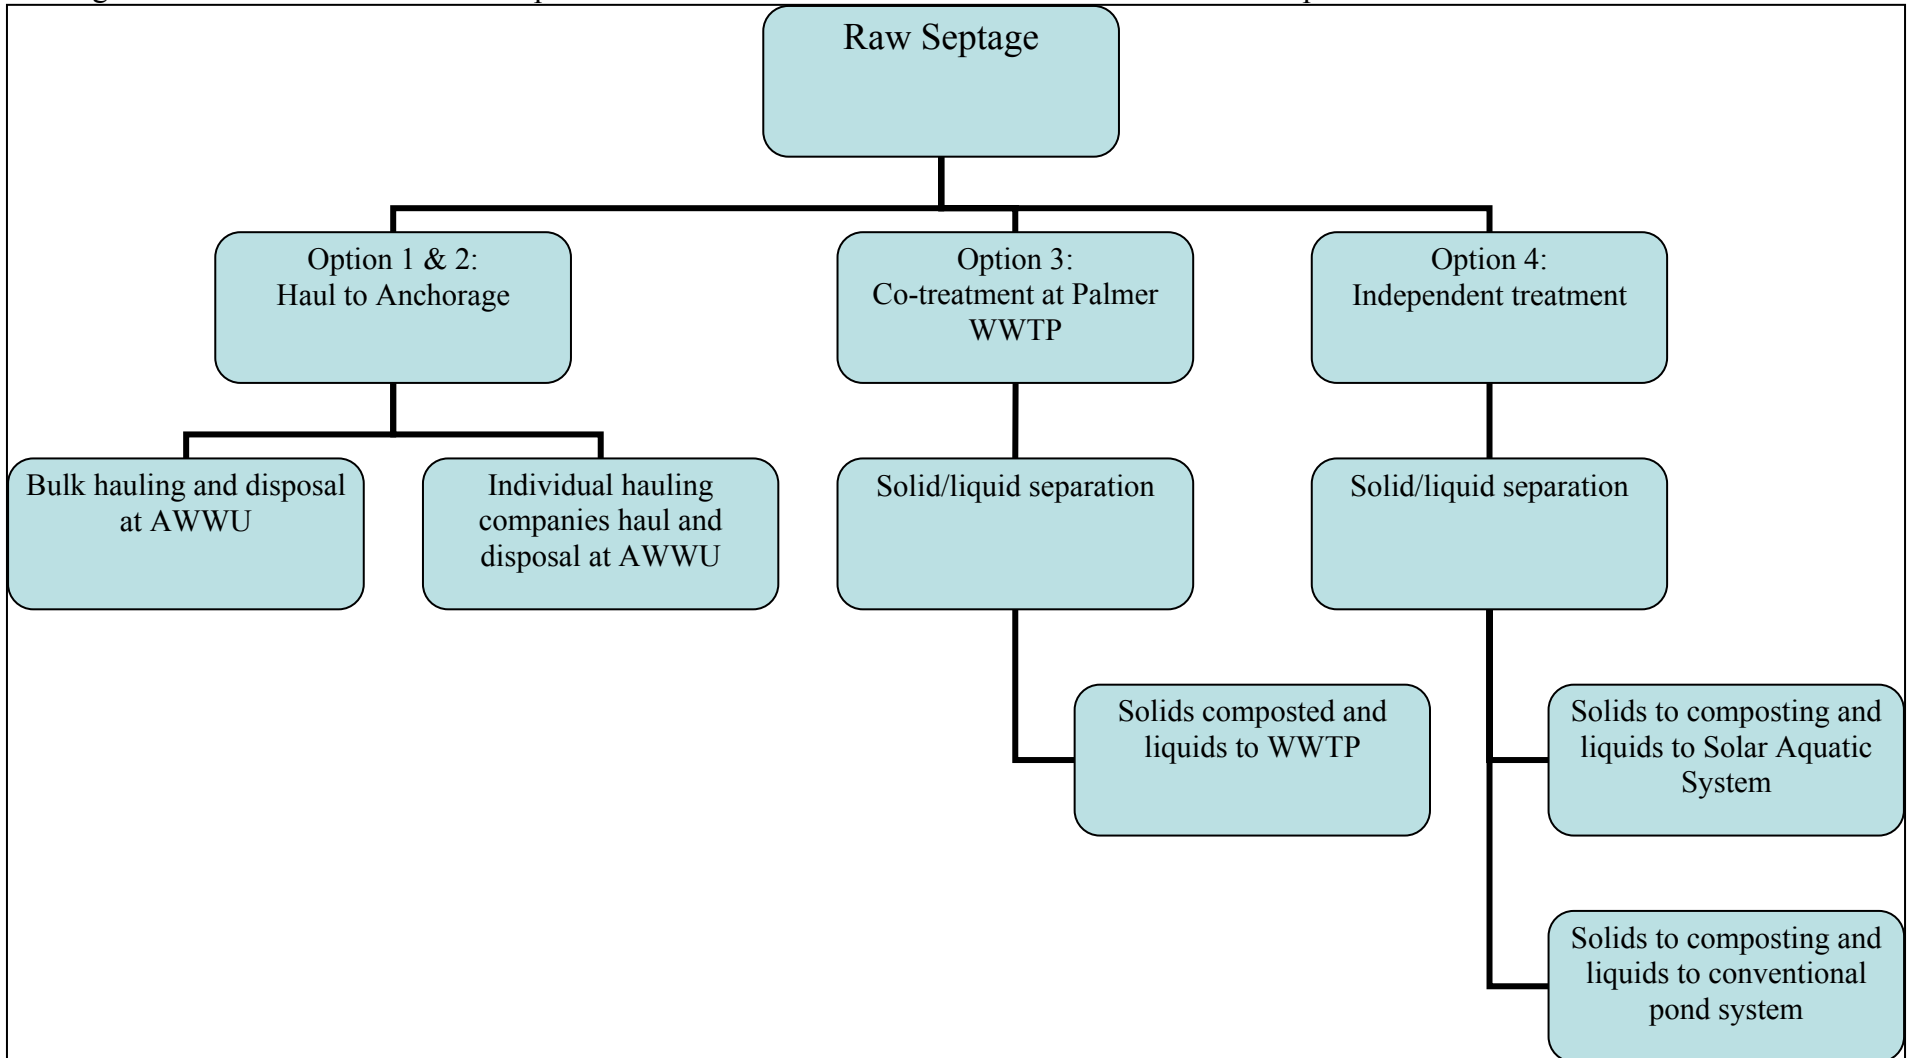 Raw Septage
Option 1 & 2:
Haul to Anchorage
Option 3:
Co-treatment at Palmer
WWTP
Option 4:
Independent treatment
Bulk hauling and disposal
at AWWU
Individual hauling
companies haul and
disposal at AWWU
Solid/liquid separation
Solid/liquid separation
Solids composted and
liquids to WWTP
Solids to composting and
liquids to Solar Aquatic
System
Solids to composting and
liquids to conventional
pond system